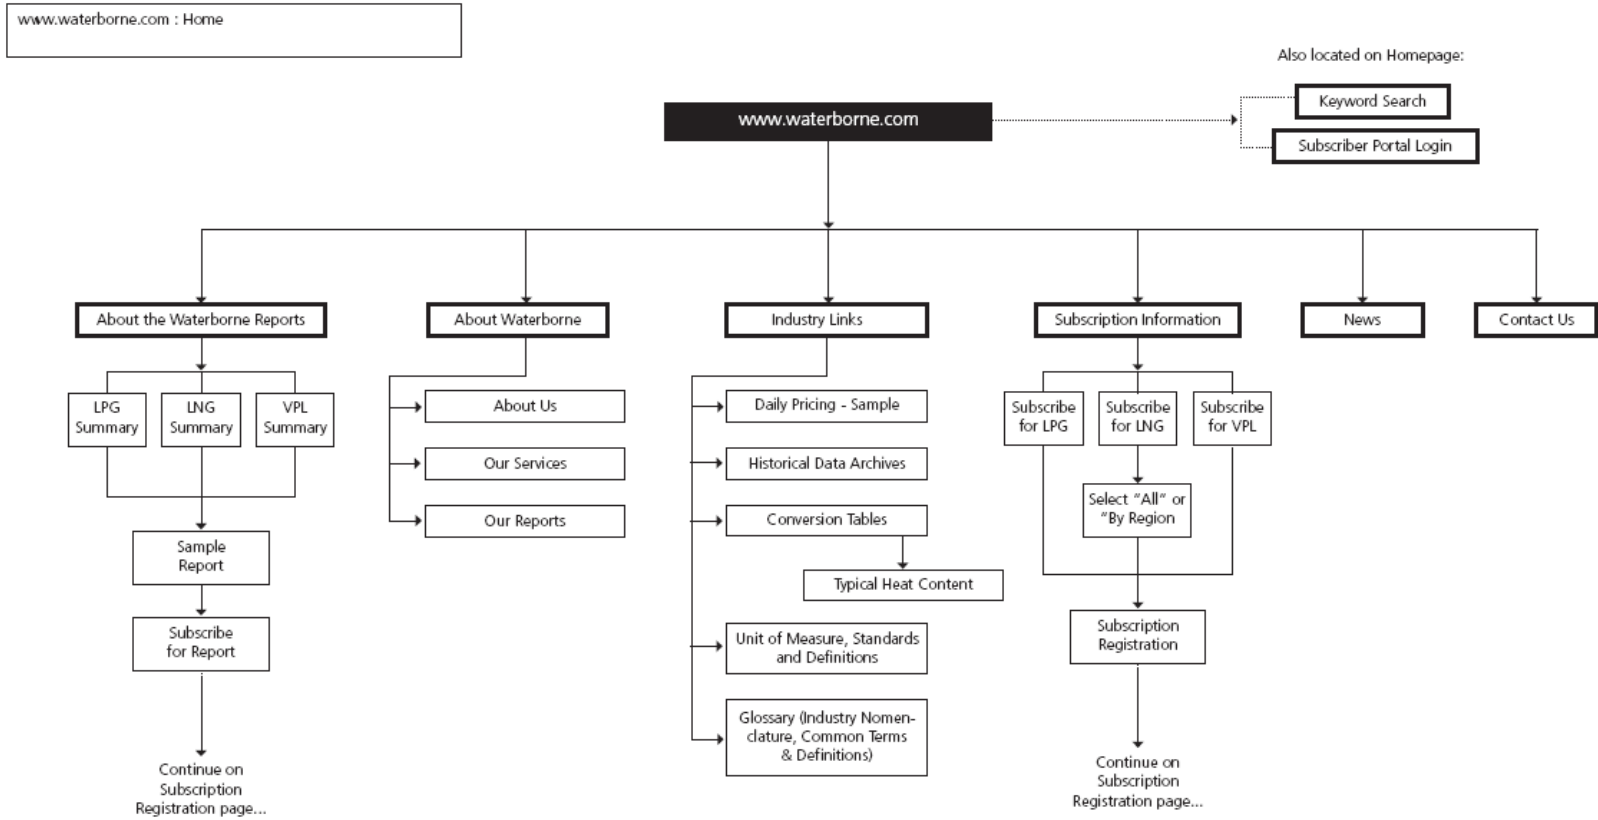 www.waterborne.com : Home
Also located on Homepage:
Keyword Search
www.waterborne.com
Subscriber Portal Login
About the Waterborne Reports
About Waterborne
Industry Links
Subscription Information
News
Contact Us
LPG
Summary
LNG
Summary
VPL
Summary
Sample
Report
Subscribe
for Report
Continue on
Subscription
Registration page...
About Us
Our Services
Our Reports
Daily Pricing - Sample
Historical Data Archives
Conversion Tables
Typical Heat Content
Unit of Measure, Standards
and Definitions
Glossary (Industry Nomen-
clature, Common Terms
& Definitions)
Subscribe
for LPG
Subscribe
for LNG
Subscribe
for VPL
Select "All" or
"By Region
Subscription
Registration
Continue on
Subscription
Registration page...